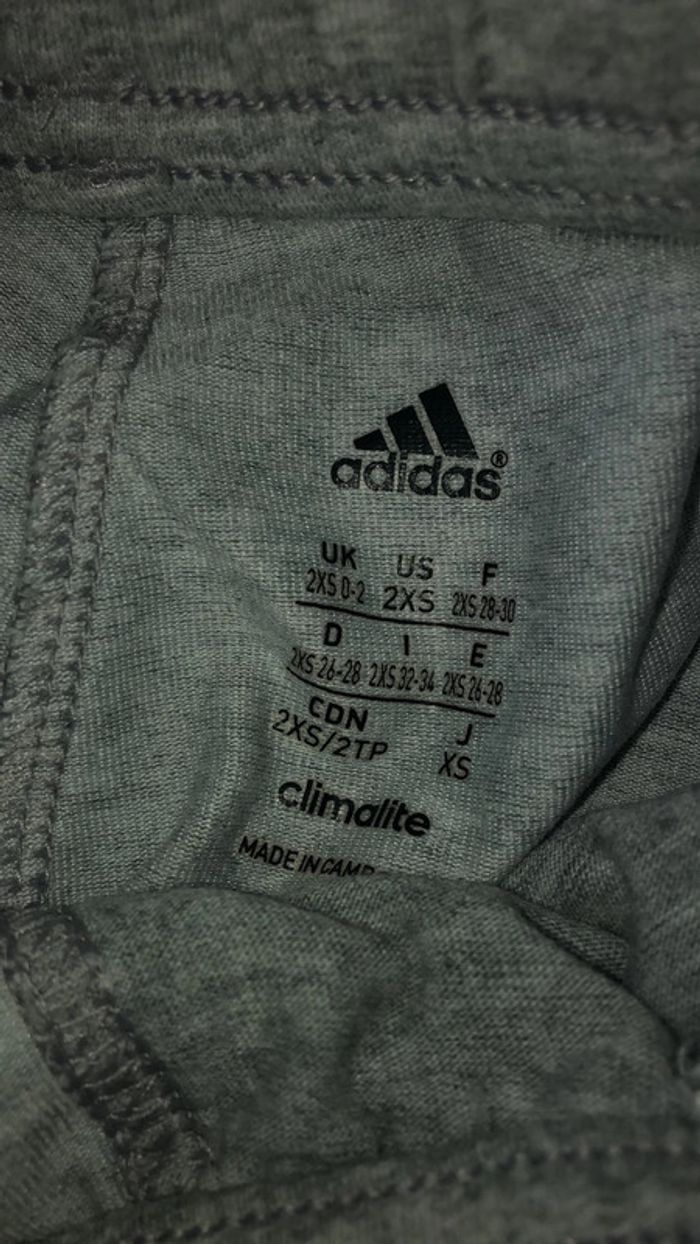 adidas®
UK US F
2XS 0-2 2XS 2XS 28-30
D I E
2XS 26-28 2XS 32-34 2XS 26-28
CDN J
2XS/2TP XS
climalite
MADE IN CAMB